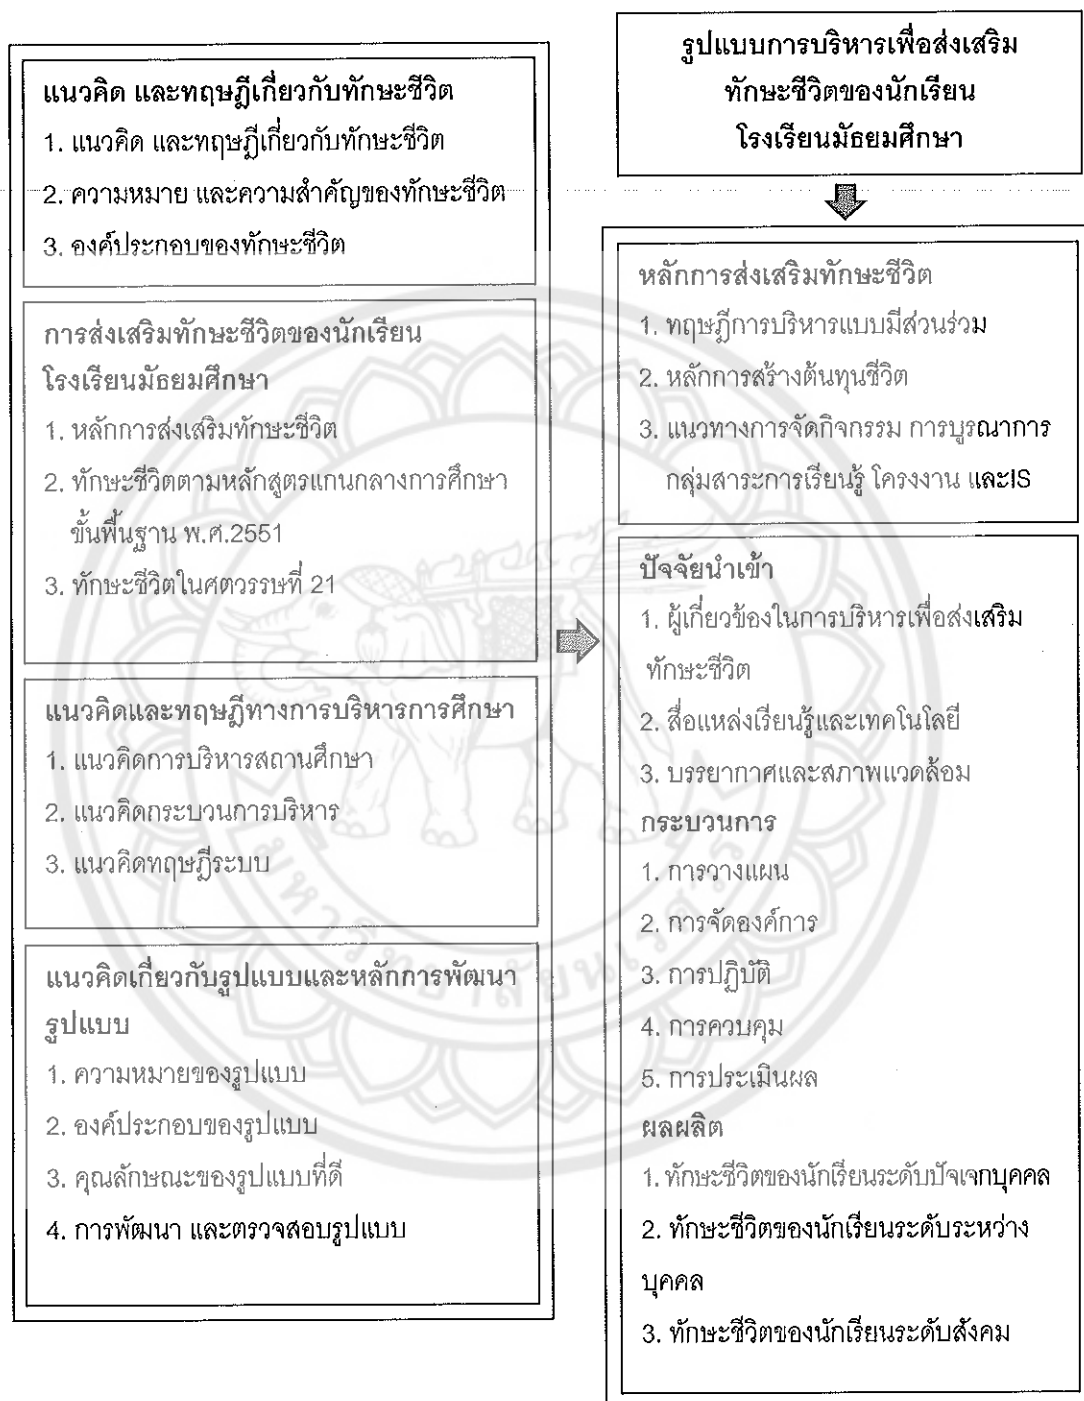 แนวคิด และทฤษฎีเกี่ยวกับทักษะชีวิต
1. แนวคิด และทฤษฎีเกี่ยวกับทักษะชีวิต
2. ความหมาย และความสำคัญของทักษะชีวิต
3. องค์ประกอบของทักษะชีวิต
การส่งเสริมทักษะชีวิตของนักเรียน
โรงเรียนมัธยมศึกษา
1. หลักการส่งเสริมทักษะชีวิต
2. ทักษะชีวิตตามหลักสูตรแกนกลางการศึกษา
ขั้นพื้นฐาน พ.ศ.2551
3. ทักษะชีวิตในศตวรรษที่ 21
แนวคิดและทฤษฎีทางการบริหารการศึกษา
1. แนวคิดการบริหารสถานศึกษา
2. แนวคิดกระบวนการบริหาร
3. แนวคิดทฤษฎีระบบ
แนวคิดเกี่ยวกับรูปแบบและหลักการพัฒนา
รูปแบบ
1. ความหมายของรูปแบบ
2. องค์ประกอบของรูปแบบ
3. คุณลักษณะของรูปแบบที่ดี
4. การพัฒนา และตรวจสอบรูปแบบ
รูปแบบการบริหารเพื่อส่งเสริม
ทักษะชีวิตของนักเรียน
โรงเรียนมัธยมศึกษา
หลักการส่งเสริมทักษะชีวิต
1. ทฤษฎีการบริหารแบบมีส่วนร่วม
2. หลักการสร้างต้นทุนชีวิต
3. แนวทางการจัดกิจกรรม การบูรณาการ
กลุ่มสาระการเรียนรู้ โครงงาน และIS
ปัจจัยนำเข้า
1. ผู้เกี่ยวข้องในการบริหารเพื่อส่งเสริม
ทักษะชีวิต
2. สื่อแหล่งเรียนรู้และเทคโนโลยี
3. บรรยากาศและสภาพแวดล้อม
กระบวนการ
1. การวางแผน
2. การจัดองค์การ
3. การปฏิบัติ
4. การควบคุม
5. การประเมินผล
ผลผลิต
1. ทักษะชีวิตของนักเรียนระดับปัจเจกบุคคล
2. ทักษะชีวิตของนักเรียนระดับระหว่าง
บุคคล
3. ทักษะชีวิตของนักเรียนระดับสังคม
มหาวิทยาลัยนเรศวร